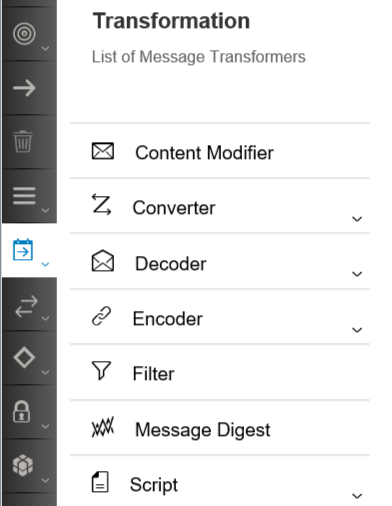 Transformation
List of Message Transformers
Content Modifier
Converter
Decoder
Encoder
Filter
Message Digest
Script